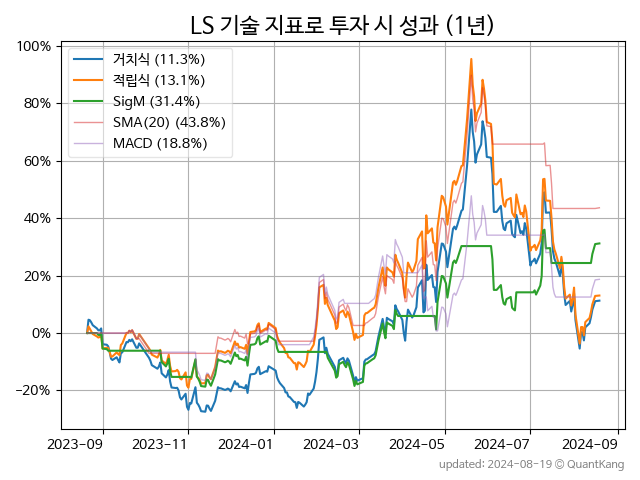 LS 기술 지표로 투자 시 성과 (1년)
100%
80%
60%
40%
20%
0%
−20%
거치식 (11.3%)
적립식 (13.1%)
SigM (31.4%)
SMA(20) (43.8%)
MACD (18.8%)
2023-09 2023-11 2024-01 2024-03 2024-05 2024-07 2024-09
updated: 2024-08-19 © QuantKang